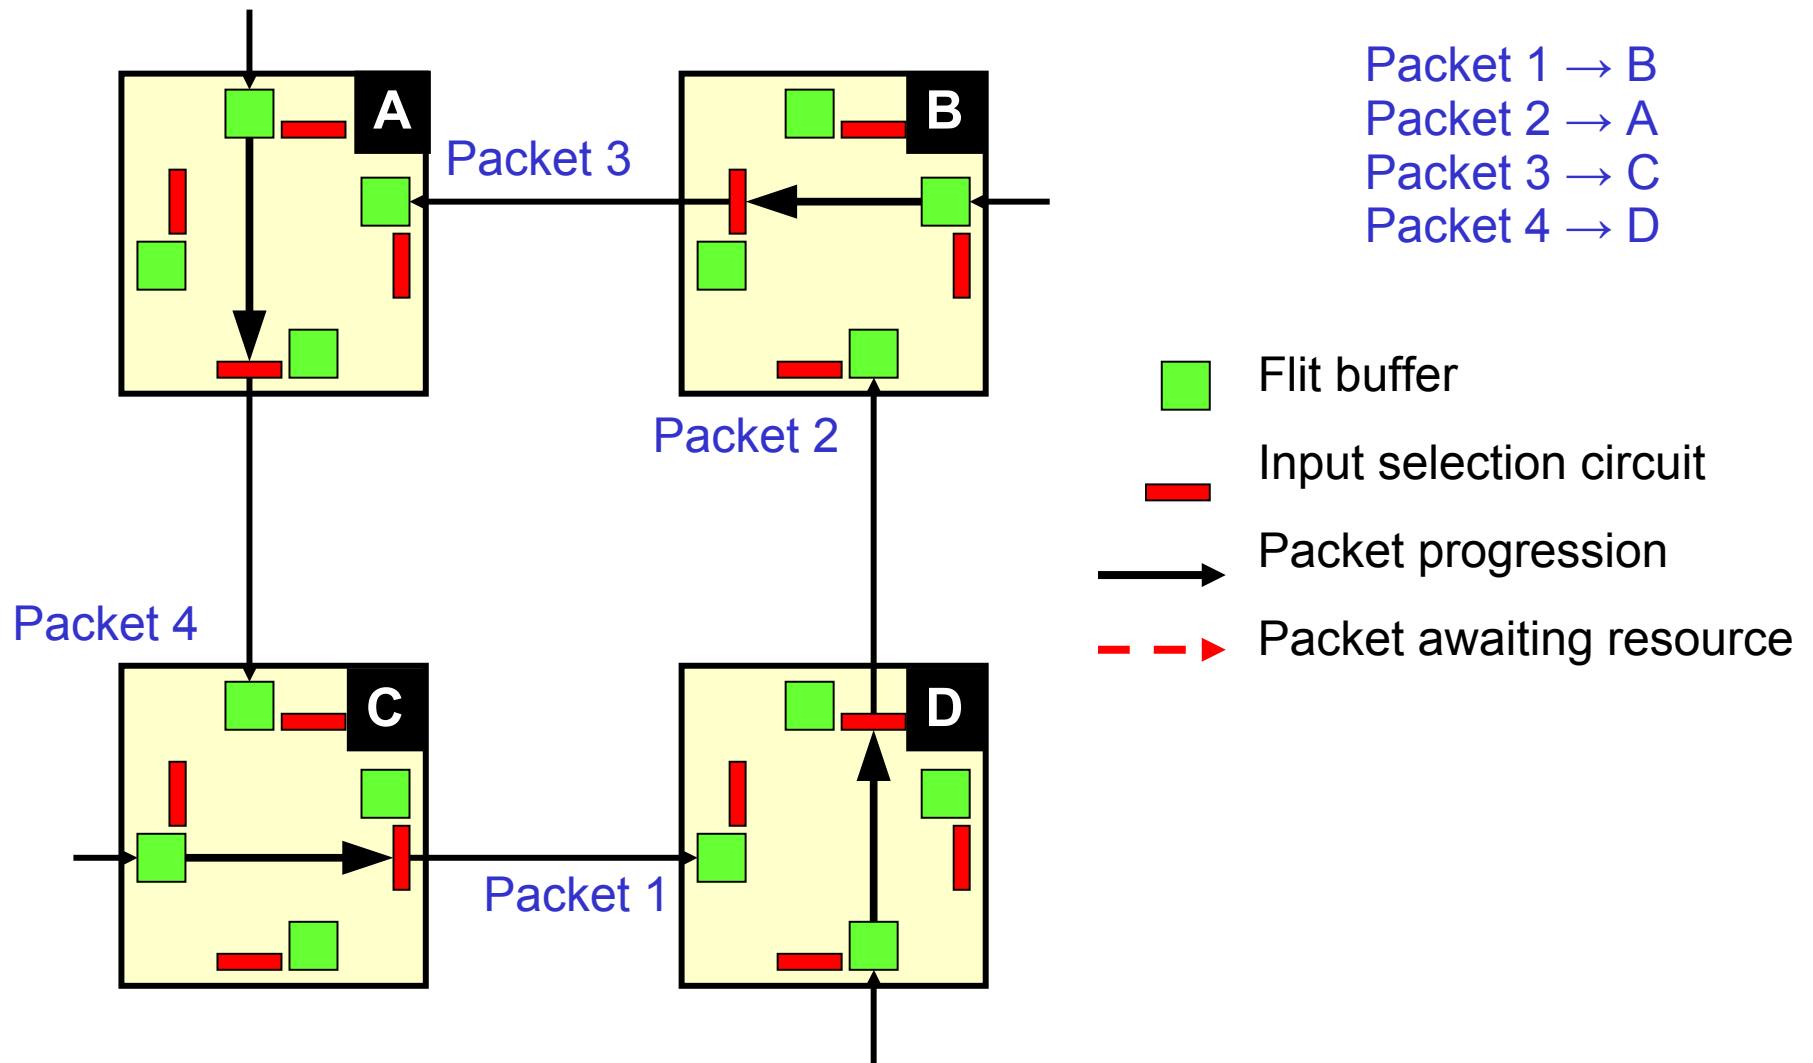 A
B
Packet 3
Packet 2
Packet 4
C
D
Packet 1
Packet 1 → B
Packet 2 → A
Packet 3 → C
Packet 4 → D
Flit buffer
Input selection circuit
Packet progression
Packet awaiting resource